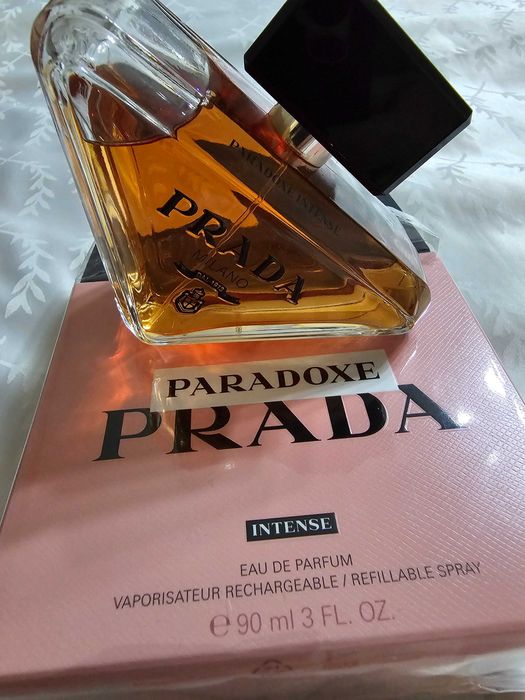 PARADOXE INTENSE
PRADA
MILANO
PARADOXE
PRADA
INTENSE
EAU DE PARFUM
VAPORISATEUR RECHARGEABLE / REFILLABLE SPRAY
℮ 90 ml 3 FL. OZ.